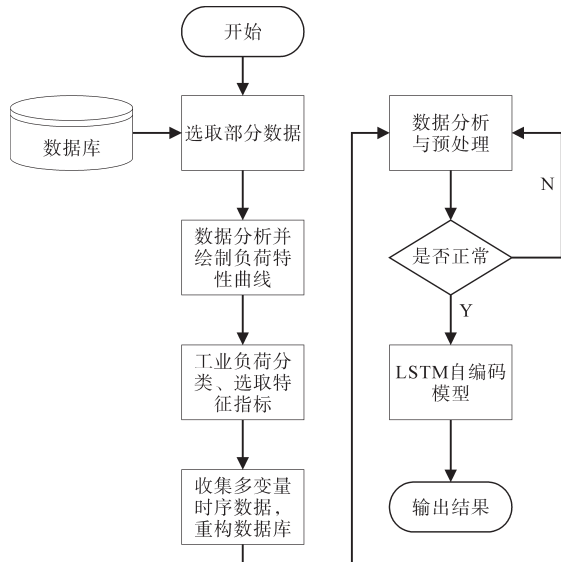 开始
数据库
选取部分数据
数据分析并
绘制负荷特
性曲线
工业负荷分
类、选取特
征指标
收集多变量
时序数据,
重构数据库
数据分析
与预处理
N
是否正常
Y
LSTM自编码
模型
输出结果